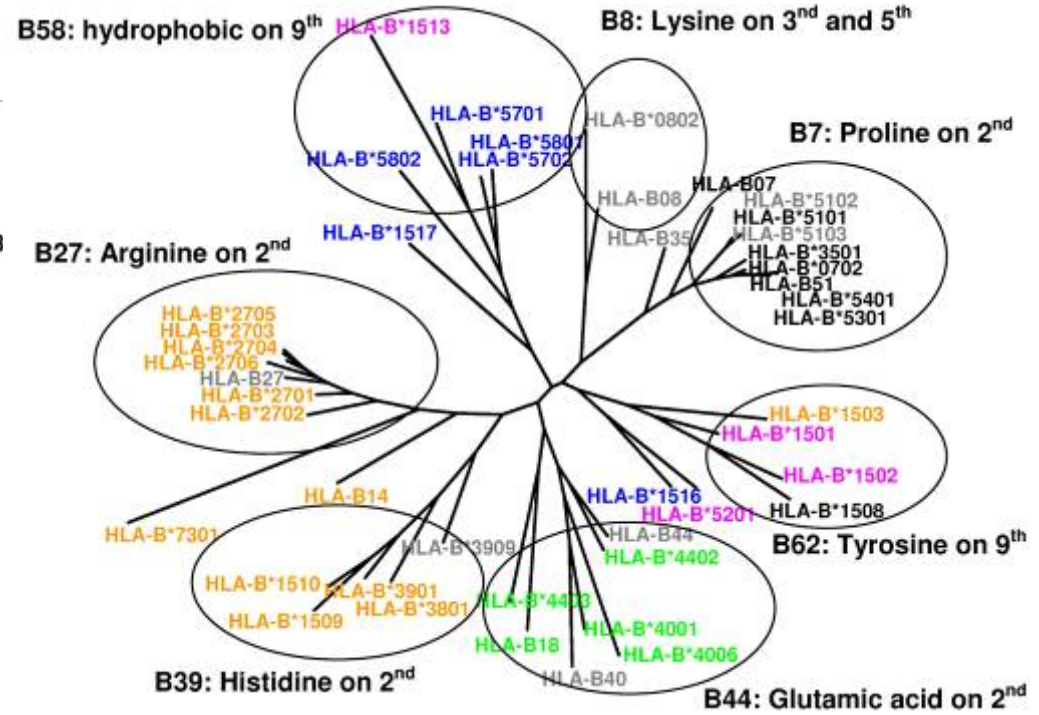 B58: hydrophobic on 9th
HLA-B*1513
B8: Lysine on 3nd and 5th
HLA-B*5701
HLA-B*5801
HLA-B*5802
HLA-B*5702
HLA-B*0802
B7: Proline on 2nd
HLA-B07
HLA-B*5102
HLA-B08
HLA-B*5101
HLA-B*5103
HLA-B35
HLA-B*3501
HLA-B*0702
HLA-B51
HLA-B*5401
HLA-B*5301
HLA-B*1517
B27: Arginine on 2nd
HLA-B*2705
HLA-B*2703
HLA-B*2704
HLA-B*2706
HLA-B27
HLA-B*2701
HLA-B*2702
HLA-B*1503
HLA-B*1501
HLA-B*1502
HLA-B*1508
HLA-B*1516
HLA-B*5201
B62: Tyrosine on 9th
HLA-B14
HLA-B*7301
HLA-B*3909
HLA-B44
HLA-B*4402
HLA-B*1510
HLA-B*3901
HLA-B*3801
HLA-B*1509
HLA-B*4403
HLA-B*4001
HLA-B18
HLA-B*4006
HLA-B40
B39: Histidine on 2nd
B44: Glutamic acid on 2nd